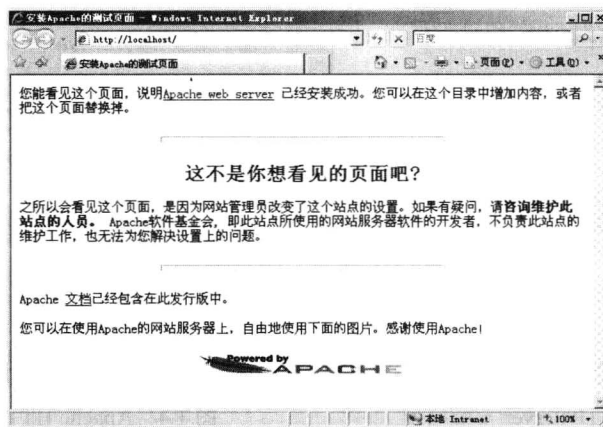 安装Apache的测试页面 - Windows Internet Explorer
http://localhost/
百度
安装Apache的测试页面
页面(P) 工具(O)
您能看见这个页面，说明Apache web server 已经安装成功。您可以在这个目录中增加内容，或者
把这个页面替换掉。
这不是你想看见的页面吧?
之所以会看见这个页面，是因为网站管理员改变了这个站点的设置。如果有疑问，请咨询维护此
站点的人员。 Apache软件基金会，即此站点所使用的网站服务器软件的开发者，不负责此站点的
维护工作，也无法为您解决设置上的问题。
Apache 文档已经包含在此发行版中。
您可以在使用Apache的网站服务器上，自由地使用下面的图片。感谢使用Apache!
Powered by
APACHE
本地 Intranet 100%